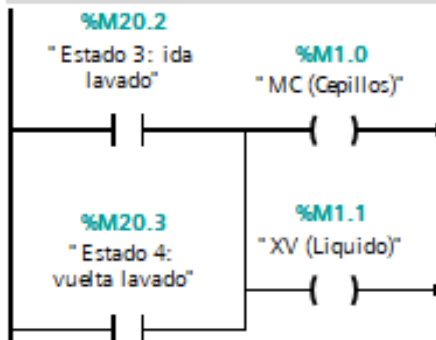 %M20.2
"Estado 3: ida
lavado"
%M1.0
"MC (Cepillos)"
%M20.3
"Estado 4:
vuelta lavado"
%M1.1
"XV (Liquido)"